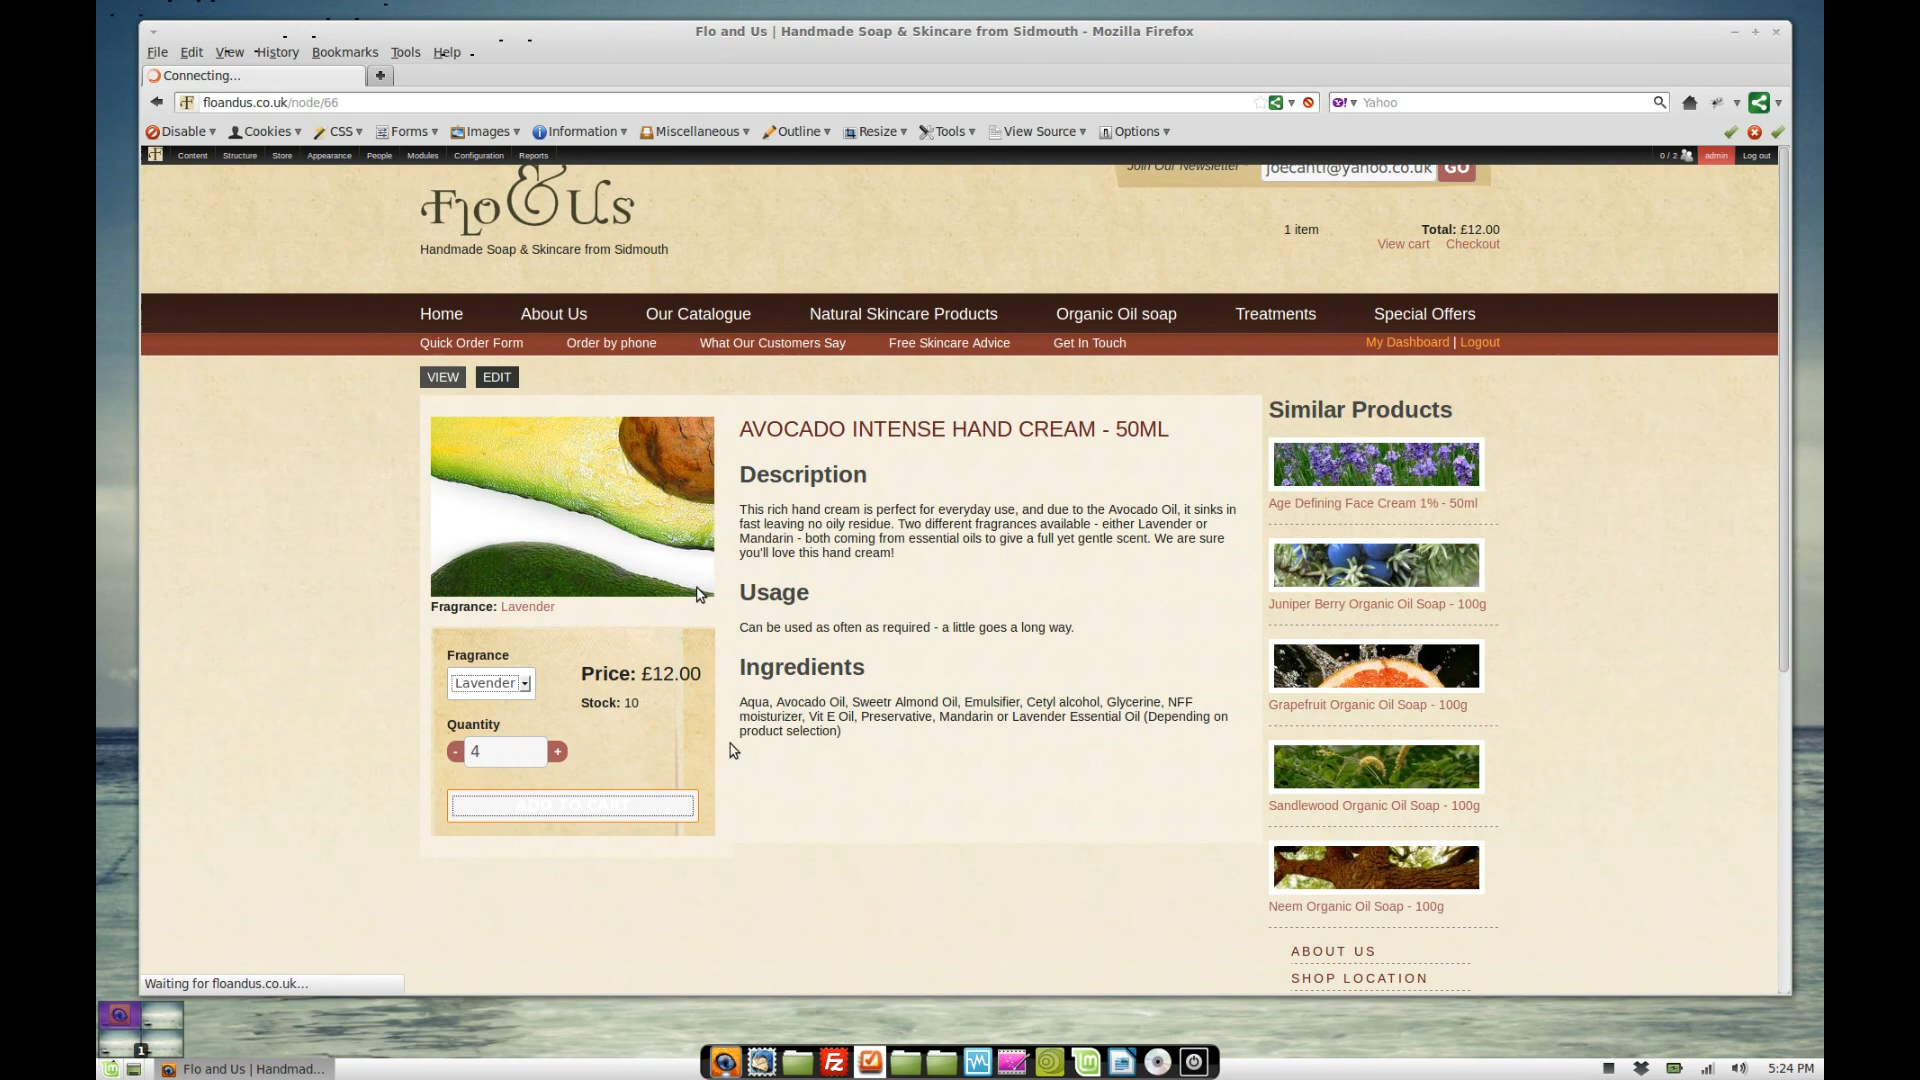 Flo and Us | Handmade Soap & Skincare from Sidmouth - Mozilla Firefox
File Edit View History Bookmarks Tools Help
Connecting...
floandus.co.uk/node/66
Yahoo
Disable Cookies CSS Forms Images Information Miscellaneous Outline Resize Tools View Source Options
Content Structure Store Appearance People Modules Configuration Reports
0 / 2 admin Log out
Join Our Newsletter joecanti@yahoo.co.uk GO
Flo & Us
Handmade Soap & Skincare from Sidmouth
1 item Total: £12.00
View cart Checkout
Home About Us Our Catalogue Natural Skincare Products Organic Oil soap Treatments Special Offers
Quick Order Form Order by phone What Our Customers Say Free Skincare Advice Get In Touch My Dashboard | Logout
VIEW EDIT
Fragrance: Lavender
Fragrance
Lavender
Price: £12.00
Stock: 10
Quantity
- 4 +
ADD TO CART
AVOCADO INTENSE HAND CREAM - 50ML
Description
This rich hand cream is perfect for everyday use, and due to the Avocado Oil, it sinks in
fast leaving no oily residue. Two different fragrances available - either Lavender or
Mandarin - both coming from essential oils to give a full yet gentle scent. We are sure
you'll love this hand cream!
Usage
Can be used as often as required - a little goes a long way.
Ingredients
Aqua, Avocado Oil, Sweetr Almond Oil, Emulsifier, Cetyl alcohol, Glycerine, NFF
moisturizer, Vit E Oil, Preservative, Mandarin or Lavender Essential Oil (Depending on
product selection)
Similar Products
Age Defining Face Cream 1% - 50ml
Juniper Berry Organic Oil Soap - 100g
Grapefruit Organic Oil Soap - 100g
Sandlewood Organic Oil Soap - 100g
Neem Organic Oil Soap - 100g
ABOUT US
SHOP LOCATION
Waiting for floandus.co.uk...
1
Flo and Us | Handmad...
5:24 PM